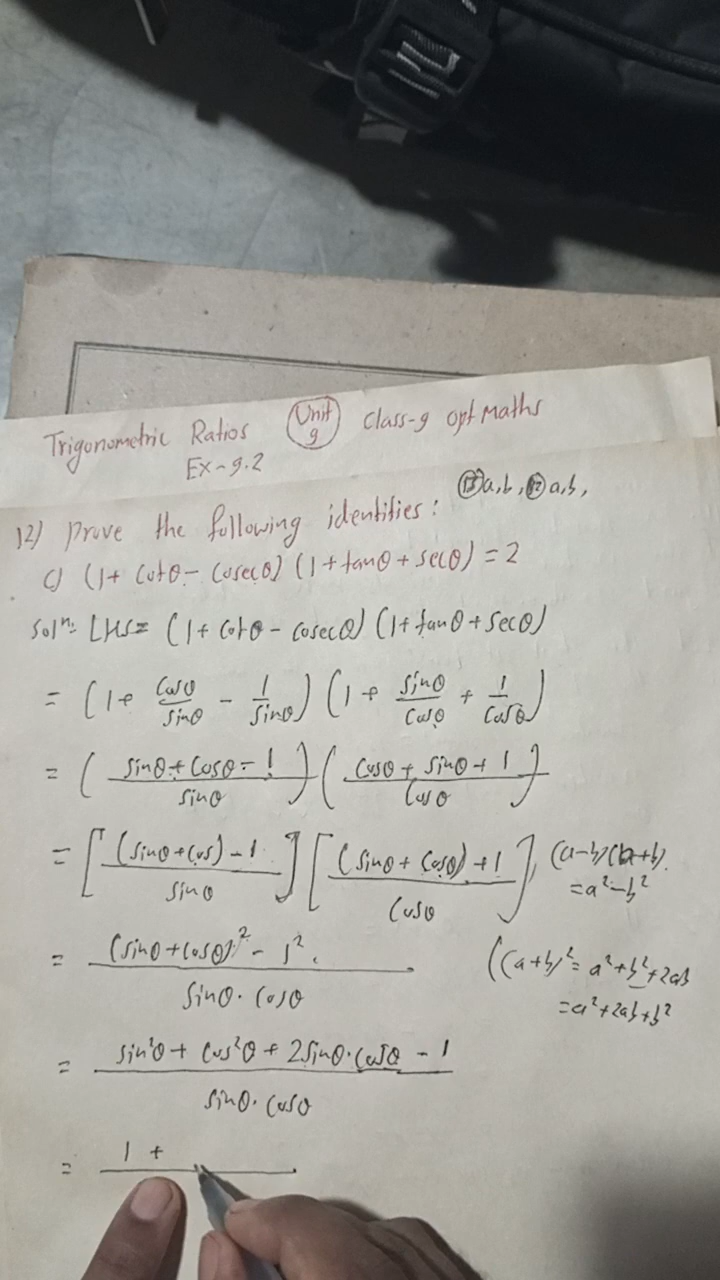 Trigonometric Ratios Unit 9 Class-9 opt Maths
Ex-9.2
a,b, a,b,
12) Prove the following identities:
c) (1 + Cotθ - Cosecθ) (1 + tanθ + secθ) = 2
Solⁿ: LHS = (1 + cotθ - cosecθ) (1 + tanθ + secθ)
= (1 + Cosθ/Sinθ - 1/Sinθ) (1 + Sinθ/Cosθ + 1/Cosθ)
= (Sinθ + Cosθ - 1/Sinθ) (Cosθ + Sinθ + 1/Cosθ)
= [(Sinθ + Cos) - 1/Sinθ] [(Sinθ + Cosθ) + 1/Cosθ], (a-b)(a+b).
= a² - b²
= (Sinθ + Cosθ)² - 1²./Sinθ · Cosθ
((a+b)² = a² + b² + 2ab
= a² + 2ab + b²
= Sin²θ + Cos²θ + 2Sinθ · Cosθ - 1/Sinθ · Cosθ
= 1 +